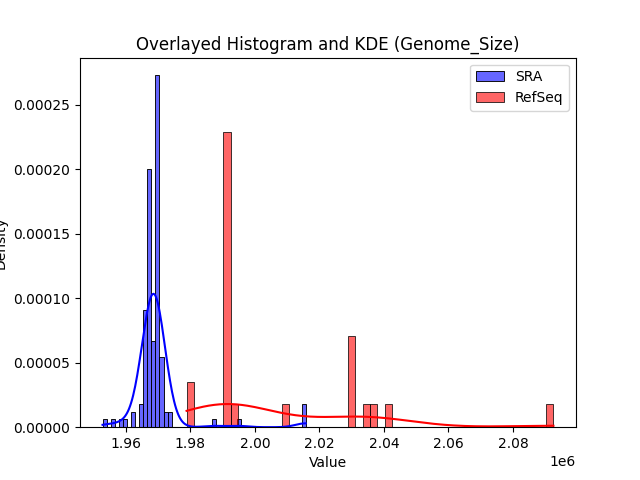 Overlayed Histogram and KDE (Genome_Size)
SRA
RefSeq
0.00025
0.00020
0.00015
0.00010
0.00005
0.00000
Density
1.96
1.98
2.00
2.02
2.04
2.06
2.08
1e6
Value